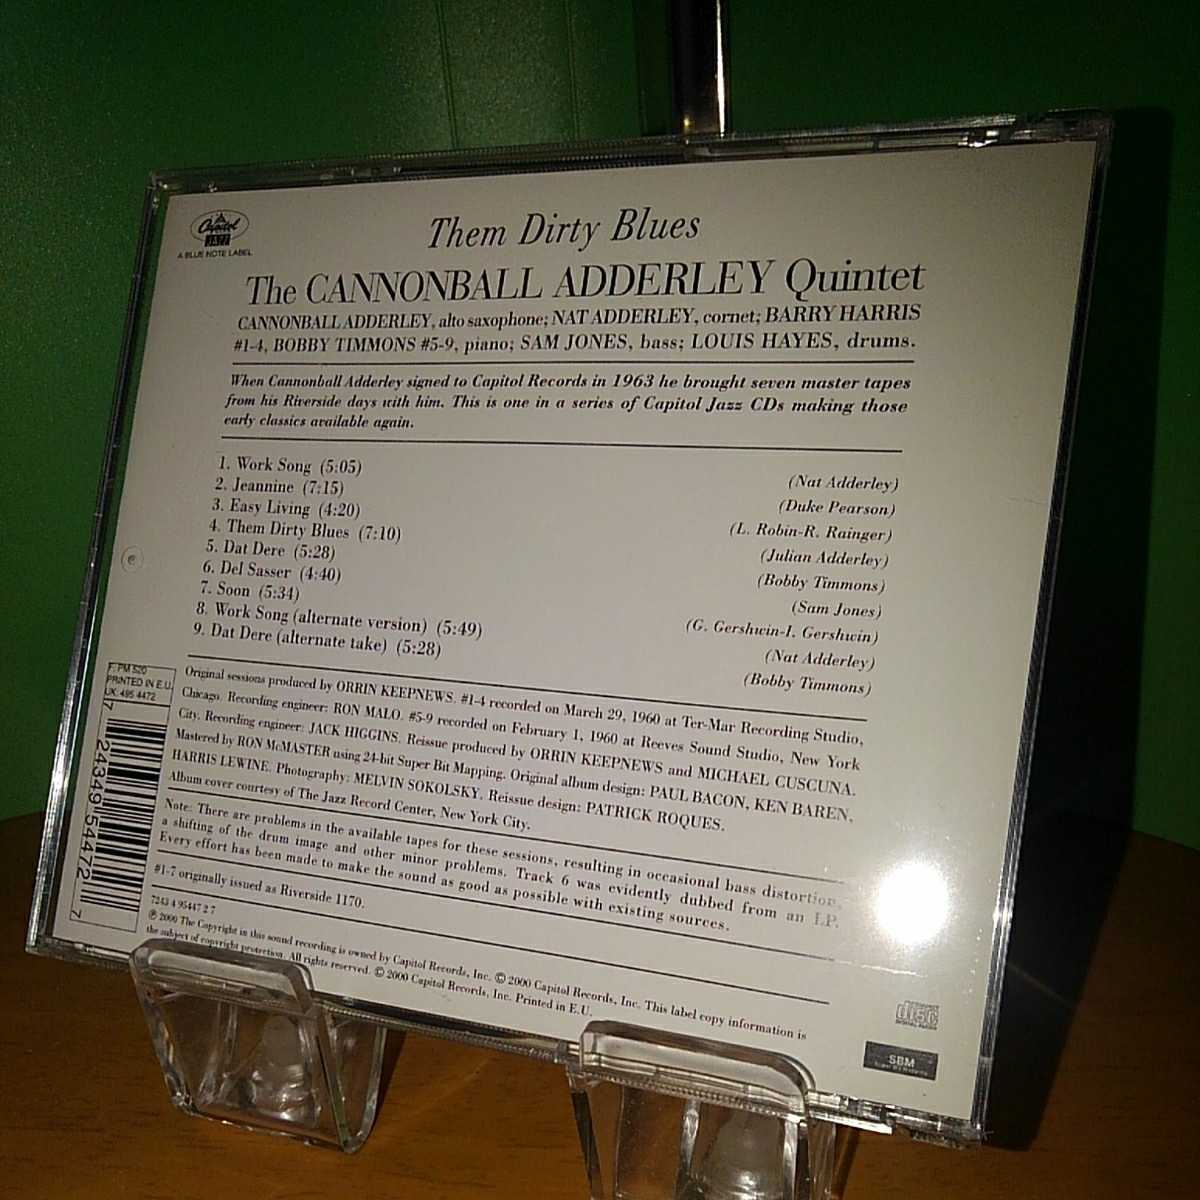 Capitol
JAZZ
A BLUE NOTE LABEL
Them Dirty Blues
The CANNONBALL ADDERLEY Quintet
CANNONBALL ADDERLEY, alto saxophone; NAT ADDERLEY, cornet; BARRY HARRIS
#1-4, BOBBY TIMMONS #5-9, piano; SAM JONES, bass; LOUIS HAYES, drums.
When Cannonball Adderley signed to Capitol Records in 1963 he brought seven master tapes
from his Riverside days with him. This is one in a series of Capitol Jazz CDs making those
early classics available again.
1. Work Song (5:05) (Nat Adderley)
2. Jeannine (7:15) (Duke Pearson)
3. Easy Living (4:20) (L. Robin-R. Rainger)
4. Them Dirty Blues (7:10) (Julian Adderley)
5. Dat Dere (5:28) (Bobby Timmons)
6. Del Sasser (4:40) (Sam Jones)
7. Soon (5:34) (G. Gershwin-I. Gershwin)
8. Work Song (alternate version) (5:49) (Nat Adderley)
9. Dat Dere (alternate take) (5:28) (Bobby Timmons)
Original sessions produced by ORRIN KEEPNEWS. #1-4 recorded on March 29, 1960 at Ter-Mar Recording Studio,
Chicago. Recording engineer: RON MALO. #5-9 recorded on February 1, 1960 at Reeves Sound Studio, New York
City. Recording engineer: JACK HIGGINS. Reissue produced by ORRIN KEEPNEWS and MICHAEL CUSCUNA.
Mastered by RON McMASTER using 24-bit Super Bit Mapping. Original album design: PAUL BACON, KEN BAREN,
HARRIS LEWINE. Photography: MELVIN SOKOLSKY. Reissue design: PATRICK ROQUES.
Album cover courtesy of The Jazz Record Center, New York City.
Note: There are problems in the available tapes for these sessions, resulting in occasional bass distortion,
a shifting of the drum image and other minor problems. Track 6 was evidently dubbed from an LP.
Every effort has been made to make the sound as good as possible with existing sources.
#1-7 originally issued as Riverside 1170.
7243 4 95447 2 7
℗ 2000 The Copyright in this sound recording is owned by Capitol Records, Inc. © 2000 Capitol Records, Inc. This label copy information is
the subject of copyright protection. All rights reserved. © 2000 Capitol Records, Inc. Printed in E.U.
F: PM 520
PRINTED IN E.U.
UK: 495 4472
7 24349 54472 7
disc
SBM